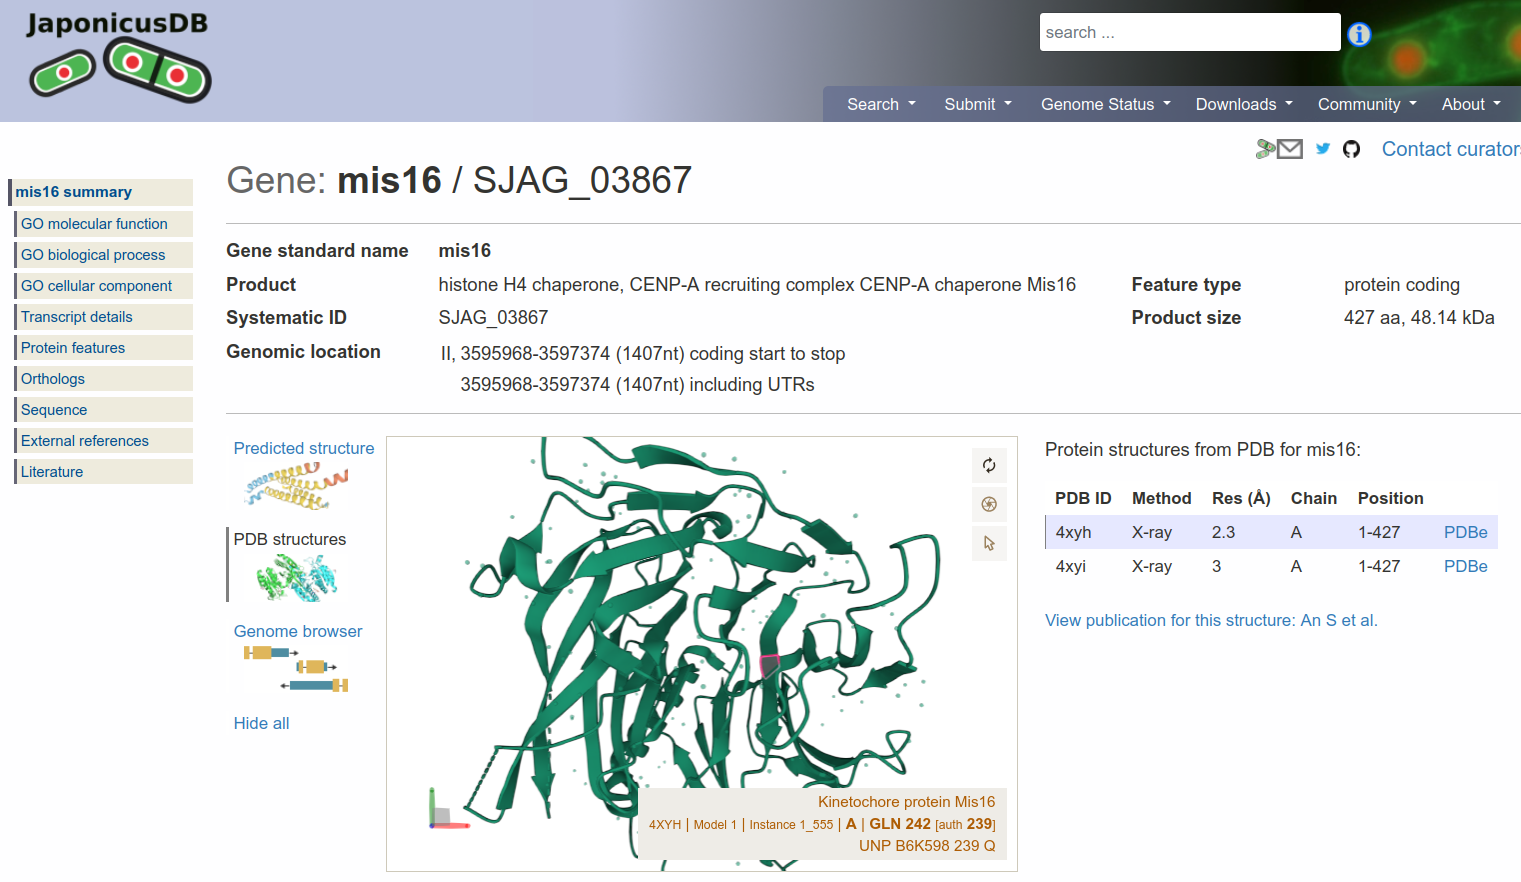 JaponicusDB
search ...
Search
Submit
Genome Status
Downloads
Community
About
Contact curators
mis16 summary
GO molecular function
GO biological process
GO cellular component
Transcript details
Protein features
Orthologs
Sequence
External references
Literature
Gene: mis16 / SJAG_03867
Gene standard name mis16
Product histone H4 chaperone, CENP-A recruiting complex CENP-A chaperone Mis16
Feature type protein coding
Systematic ID SJAG_03867
Product size 427 aa, 48.14 kDa
Genomic location II, 3595968-3597374 (1407nt) coding start to stop
3595968-3597374 (1407nt) including UTRs
Predicted structure
PDB structures
Genome browser
Hide all
Kinetochore protein Mis16
4XYH | Model 1 | Instance 1_555 | A | GLN 242 [auth 239]
UNP B6K598 239 Q
Protein structures from PDB for mis16:
PDB ID Method Res (Å) Chain Position
4xyh X-ray 2.3 A 1-427 PDBe
4xyi X-ray 3 A 1-427 PDBe
View publication for this structure: An S et al.